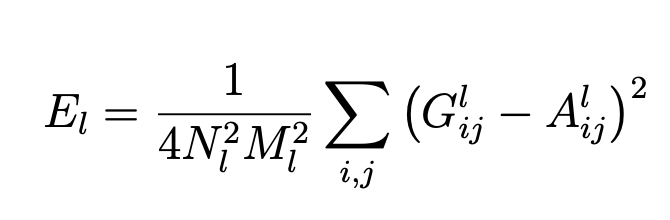 E_l = \frac{1}{4N_l^2 M_l^2} \sum_{i,j} \left( G_{ij}^l - A_{ij}^l \right)^2